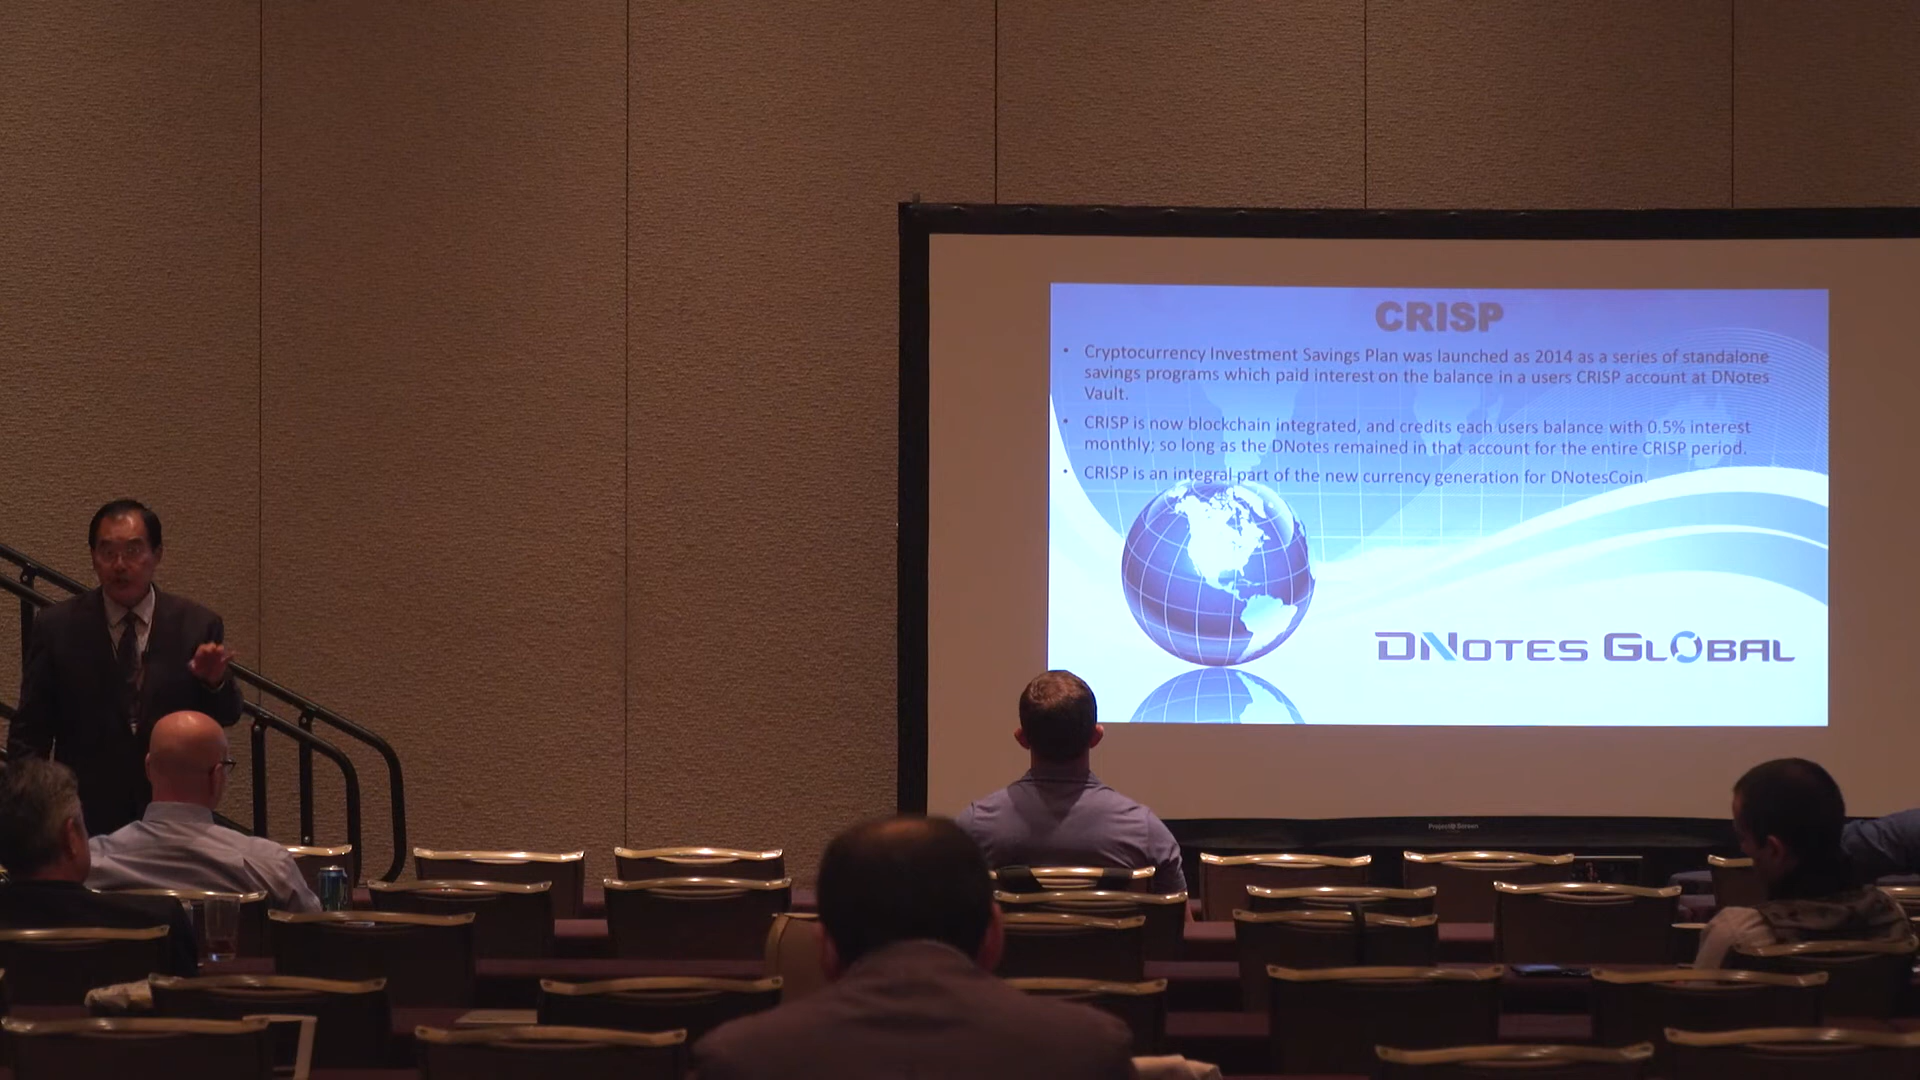 CRISP
• Cryptocurrency Investment Savings Plan was launched as 2014 as a series of standalone
savings programs which paid interest on the balance in a users CRISP account at DNotes
Vault.
• CRISP is now blockchain integrated, and credits each users balance with 0.5% interest
monthly; so long as the DNotes remained in that account for the entire CRISP period.
• CRISP is an integral part of the new currency generation for DNotesCoin.
DNOTES GLOBAL
Project Screen